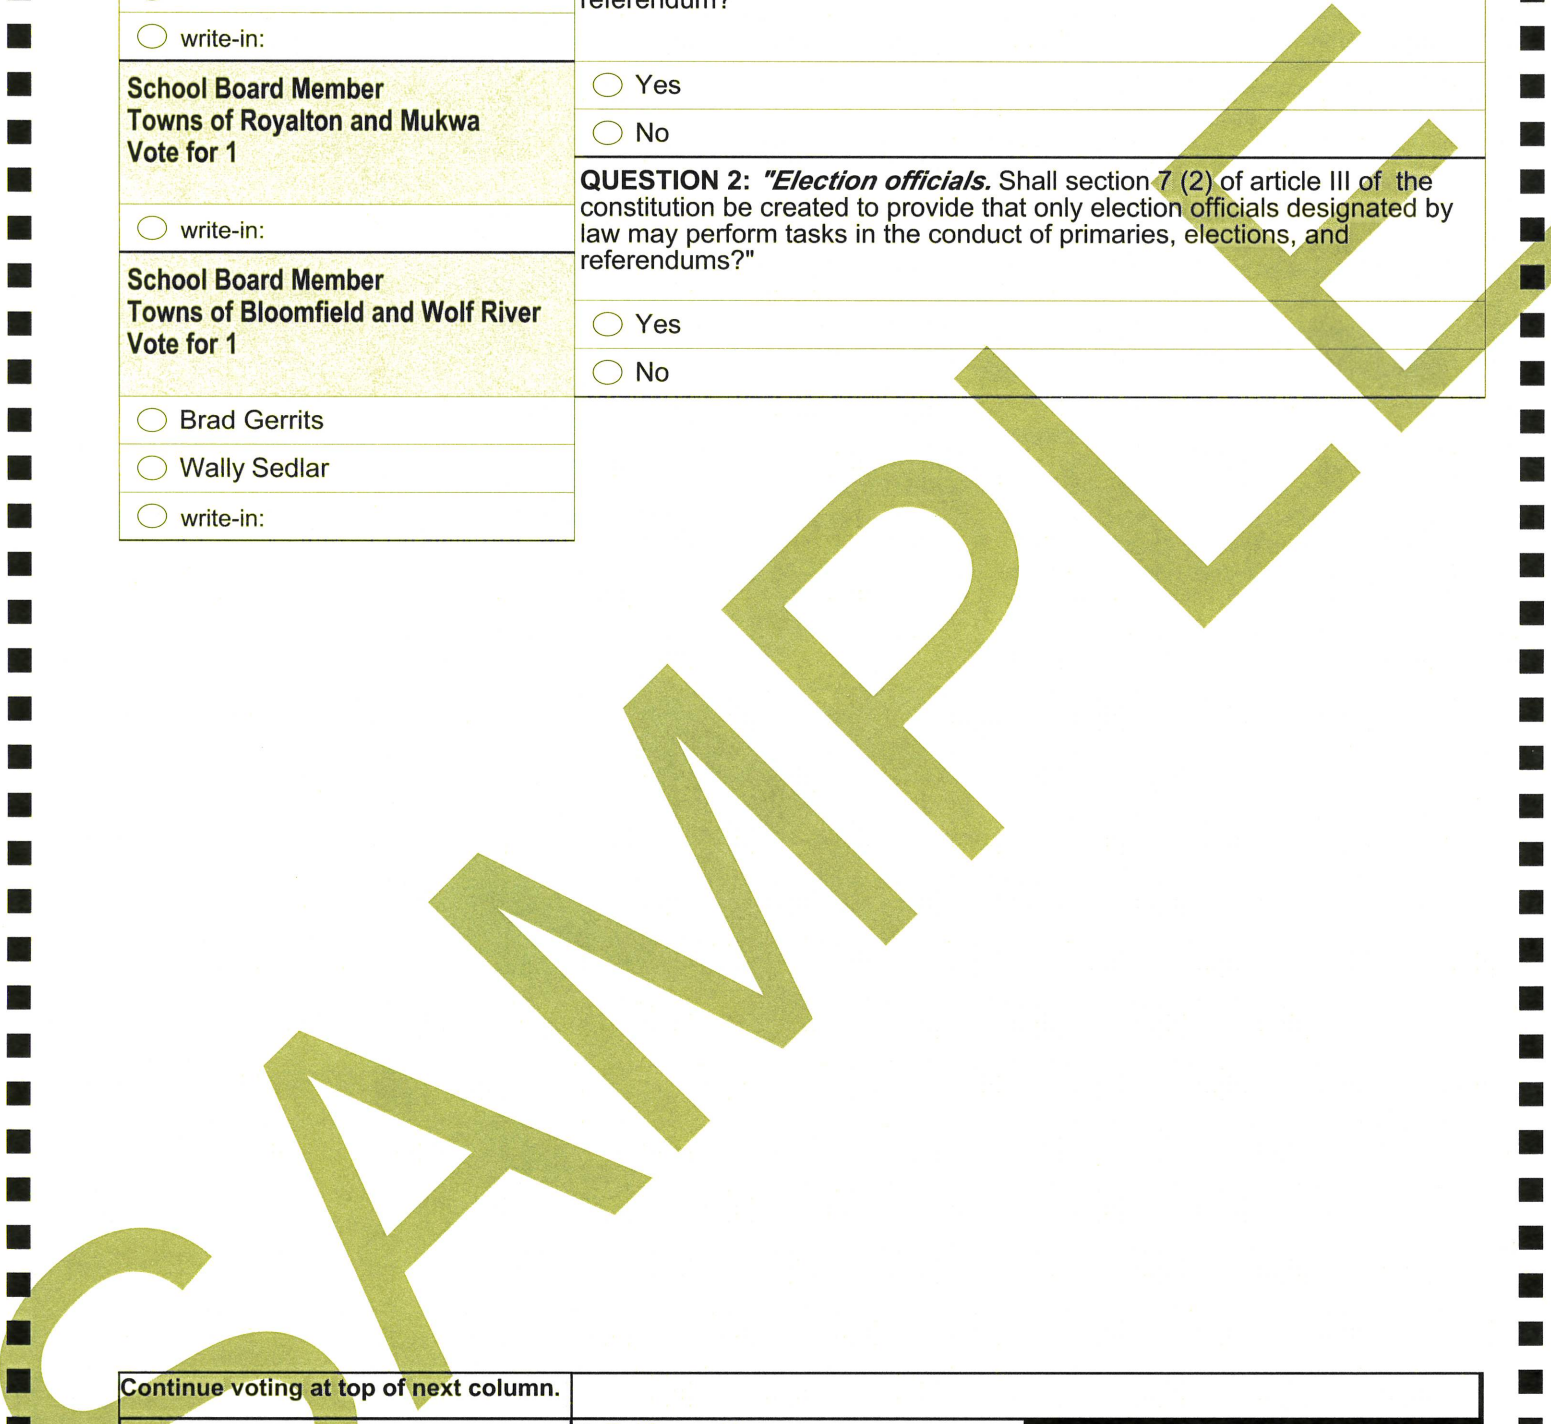 write-in:
School Board Member
Towns of Royalton and Mukwa
Vote for 1
write-in:
School Board Member
Towns of Bloomfield and Wolf River
Vote for 1
Brad Gerrits
Wally Sedlar
write-in:
referendum?
Yes
No
QUESTION 2: "Election officials. Shall section 7 (2) of article III of the
constitution be created to provide that only election officials designated by
law may perform tasks in the conduct of primaries, elections, and
referendums?"
Yes
No
SAMPLE
Continue voting at top of next column.